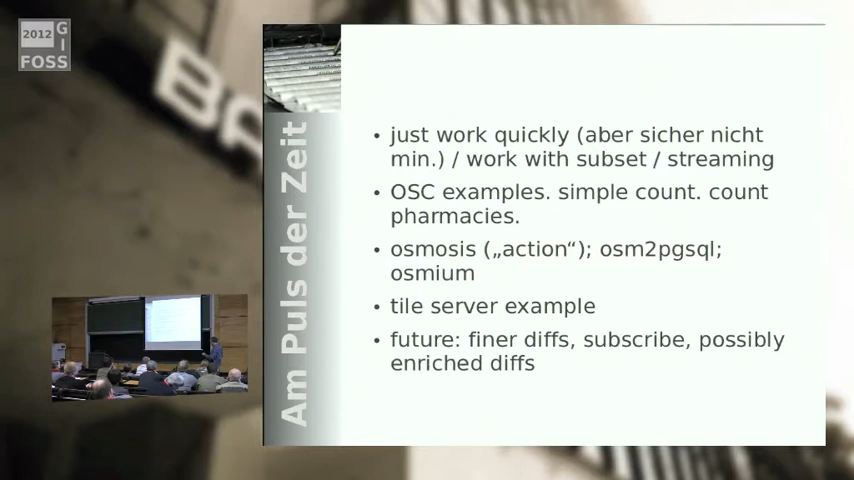 2012 G
I
FOSS
BA
Am Puls der Zeit
• just work quickly (aber sicher nicht
min.) / work with subset / streaming
• OSC examples. simple count. count
pharmacies.
• osmosis („action“); osm2pgsql;
osmium
• tile server example
• future: finer diffs, subscribe, possibly
enriched diffs